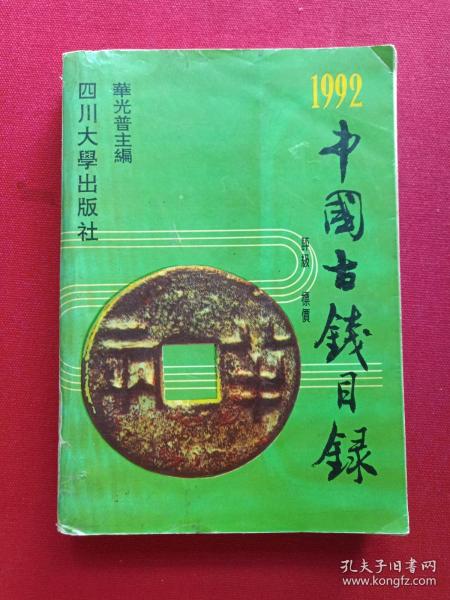 1992
中國古錢目録
評級 標價
華光普主編
四川大學出版社
孔夫子旧书网
www.kongfz.com